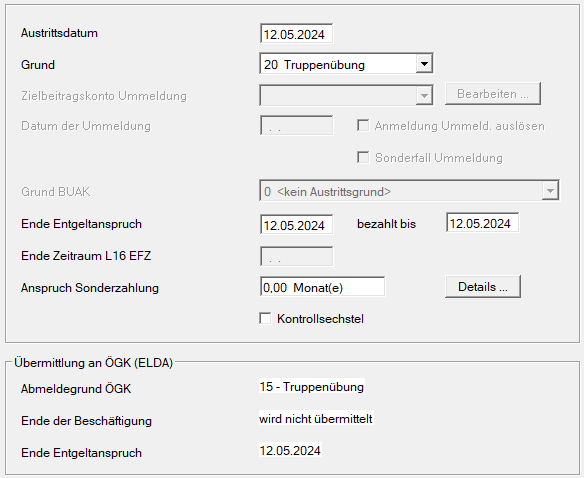 Austrittsdatum 12.05.2024
Grund 20 Truppenübung
Zielbeitragskonto Ummeldung Bearbeiten ...
Datum der Ummeldung . . Anmeldung Ummeld. auslösen
Sonderfall Ummeldung
Grund BUAK 0 <kein Austrittsgrund>
Ende Entgeltanspruch 12.05.2024 bezahlt bis 12.05.2024
Ende Zeitraum L16 EFZ . .
Anspruch Sonderzahlung 0,00 Monat(e) Details ...
Kontrollsechstel
Übermittlung an ÖGK (ELDA)
Abmeldegrund ÖGK 15 - Truppenübung
Ende der Beschäftigung wird nicht übermittelt
Ende Entgeltanspruch 12.05.2024